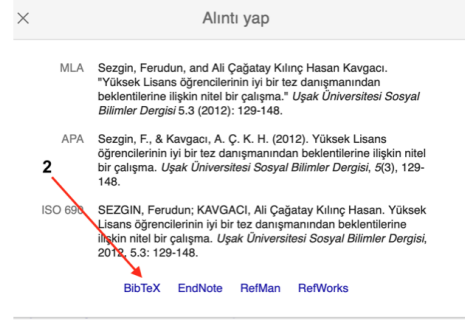 × Alıntı yap
MLA Sezgin, Ferudun, and Ali Çağatay Kılınç Hasan Kavgacı.
"Yüksek Lisans öğrencilerinin iyi bir tez danışmanından
beklentilerine ilişkin nitel bir çalışma." Uşak Üniversitesi Sosyal
Bilimler Dergisi 5.3 (2012): 129-148.
APA Sezgin, F., & Kavgacı, A. Ç. K. H. (2012). Yüksek Lisans
öğrencilerinin iyi bir tez danışmanından beklentilerine ilişkin nitel
bir çalışma. Uşak Üniversitesi Sosyal Bilimler Dergisi, 5(3), 129-
148.
2
ISO 690 SEZGIN, Ferudun; KAVGACI, Ali Çağatay Kılınç Hasan. Yüksek
Lisans öğrencilerinin iyi bir tez danışmanından beklentilerine
ilişkin nitel bir çalışma. Uşak Üniversitesi Sosyal Bilimler Dergisi,
2012, 5.3: 129-148.
BibTeX EndNote RefMan RefWorks